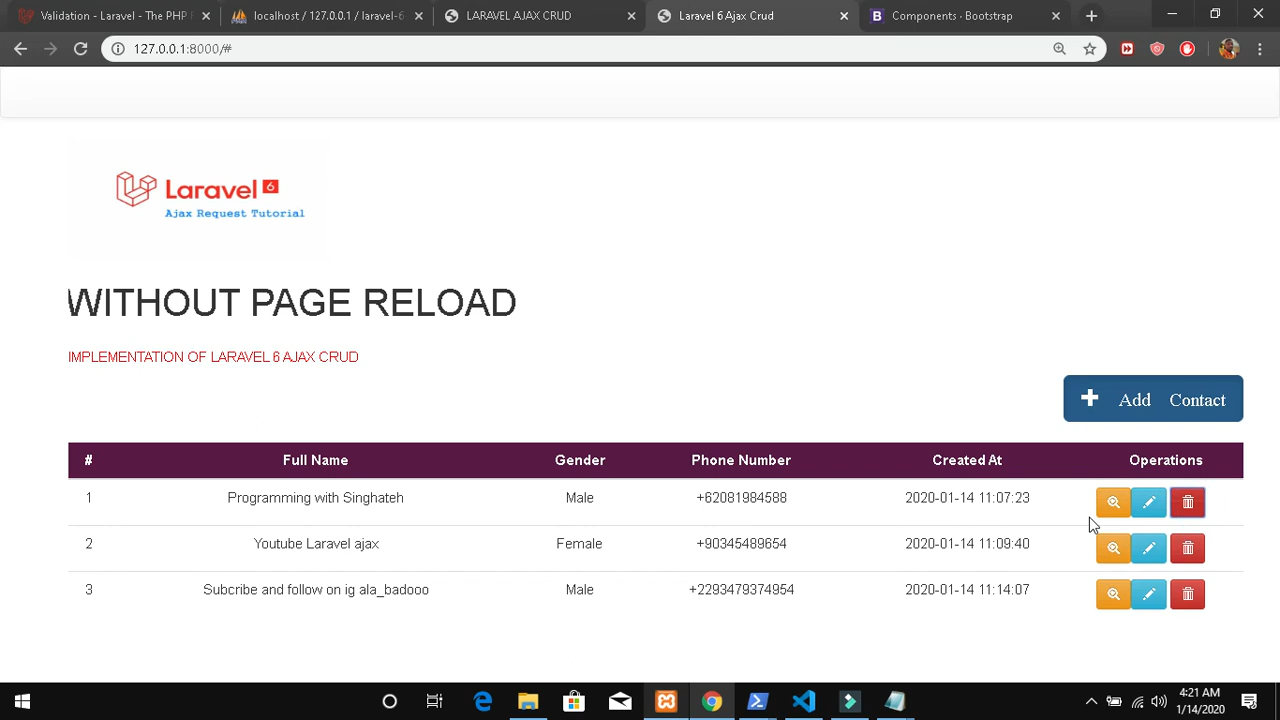 Validation - Laravel - The PHP F
localhost / 127.0.0.1 / laravel-6
LARAVEL AJAX CRUD
Laravel 6 Ajax Crud
Components · Bootstrap
127.0.0.1:8000/#
Laravel 6
Ajax Request Tutorial
WITHOUT PAGE RELOAD
IMPLEMENTATION OF LARAVEL 6 AJAX CRUD
Add Contact
# Full Name Gender Phone Number Created At Operations
1 Programming with Singhateh Male +62081984588 2020-01-14 11:07:23
2 Youtube Laravel ajax Female +90345489654 2020-01-14 11:09:40
3 Subcribe and follow on ig ala_badooo Male +2293479374954 2020-01-14 11:14:07
4:21 AM
1/14/2020